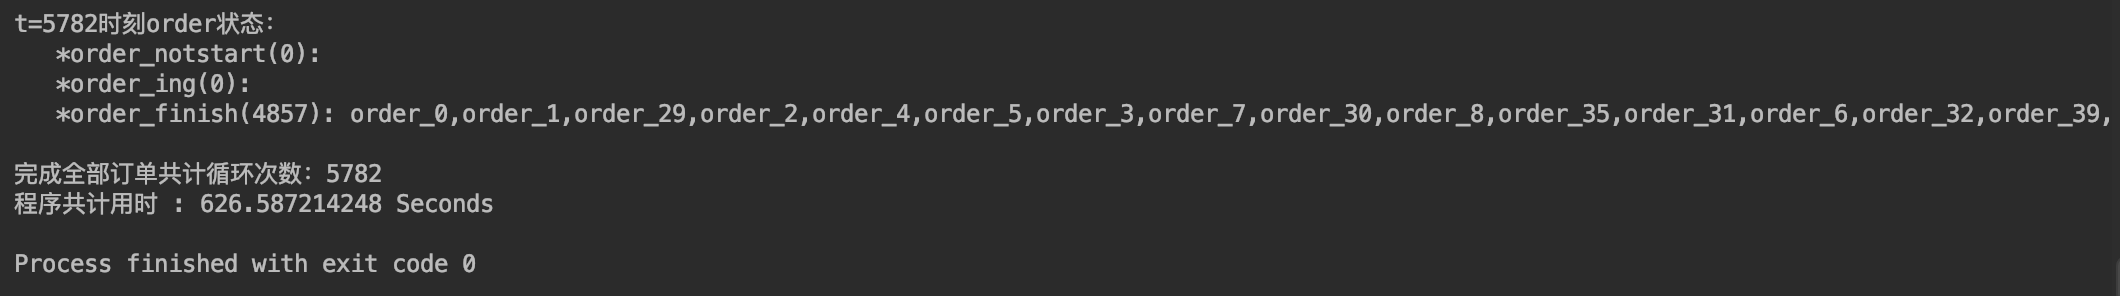 t=5782时刻order状态:
*order_notstart(0):
*order_ing(0):
*order_finish(4857): order_0,order_1,order_29,order_2,order_4,order_5,order_3,order_7,order_30,order_8,order_35,order_31,order_6,order_32,order_39,
完成全部订单共计循环次数: 5782
程序共计用时 : 626.587214248 Seconds
Process finished with exit code 0